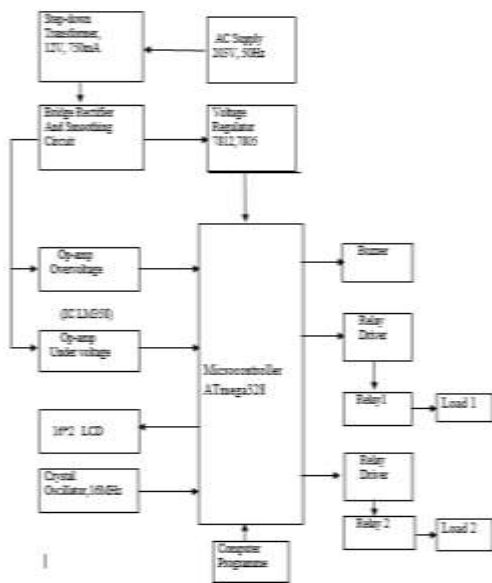 Step-down
Transformer,
12V, 750mA
AC Supply
203V, 50Hz
Bridge Rectifier
And Smoothing
Circuit
Voltage
Regulator
7812,7805
Op-amp
Overvoltage
(IC LM358)
Op-amp
Under voltage
16*2 LCD
Crystal
Oscillator,16MHz
Microcontroller
ATmega328
Buzzer
Relay
Driver
Relay1
Load 1
Relay
Driver
Relay 2
Load 2
Computer
Programme